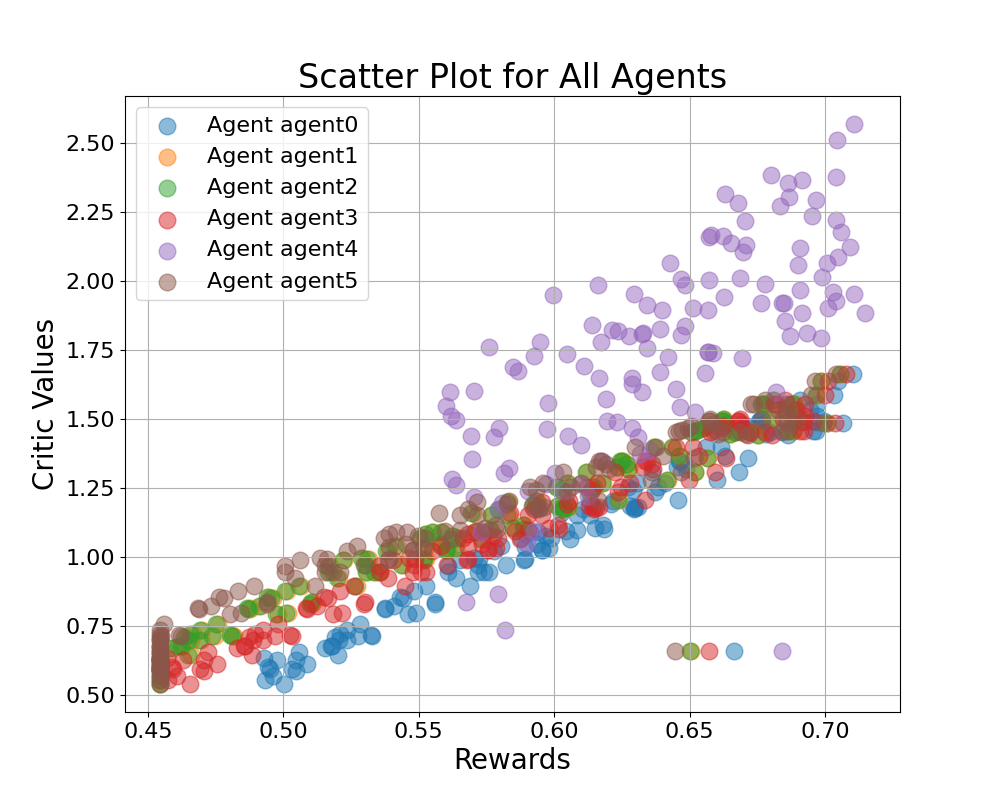 Scatter Plot for All Agents
Agent agent0
Agent agent1
Agent agent2
Agent agent3
Agent agent4
Agent agent5
2.50
2.25
2.00
1.75
1.50
1.25
1.00
0.75
0.50
Critic Values
0.45 0.50 0.55 0.60 0.65 0.70
Rewards